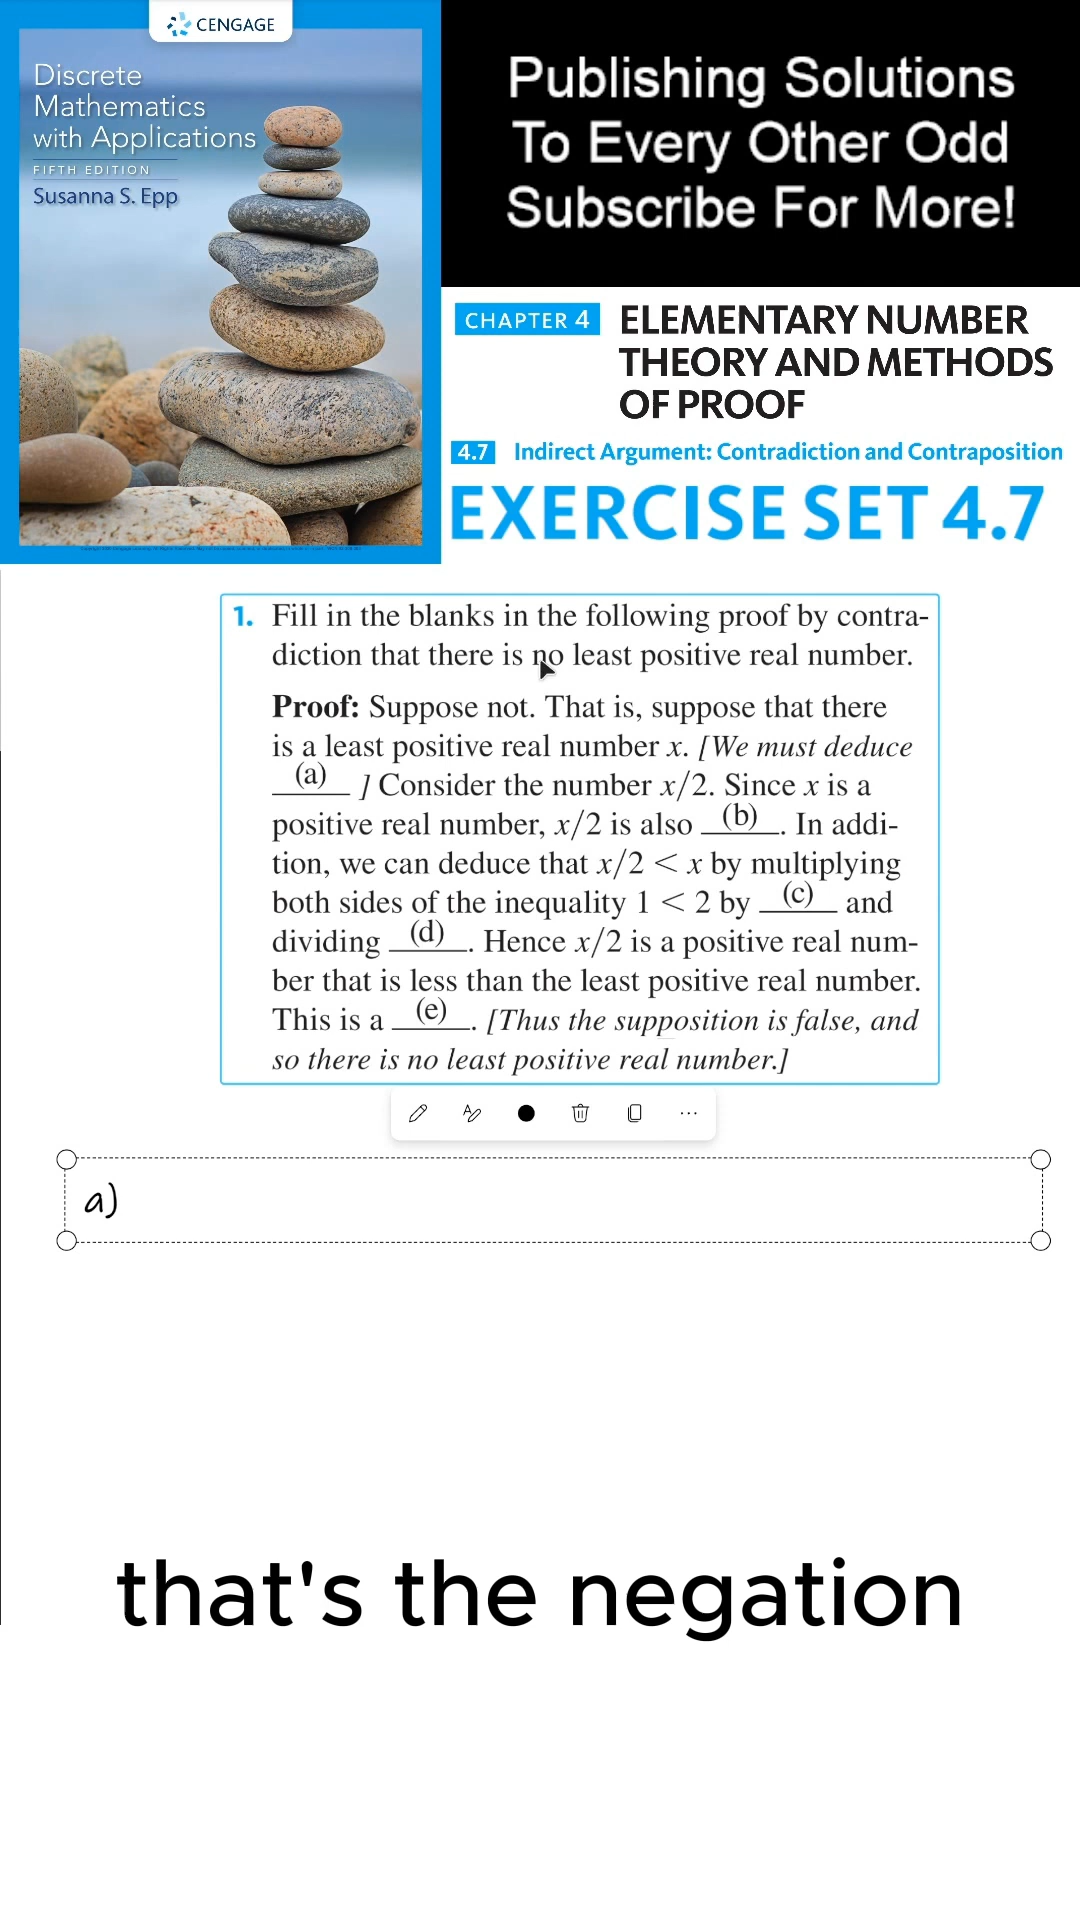 CENGAGE
Discrete
Mathematics
with Applications
FIFTH EDITION
Susanna S. Epp
Publishing Solutions
To Every Other Odd
Subscribe For More!
CHAPTER 4 ELEMENTARY NUMBER
THEORY AND METHODS
OF PROOF
4.7 Indirect Argument: Contradiction and Contraposition
EXERCISE SET 4.7
1. Fill in the blanks in the following proof by contra-
diction that there is no least positive real number.
Proof: Suppose not. That is, suppose that there
is a least positive real number x. [We must deduce
(a) ] Consider the number x/2. Since x is a
positive real number, x/2 is also (b). In addi-
tion, we can deduce that x/2 < x by multiplying
both sides of the inequality 1 < 2 by (c) and
dividing (d). Hence x/2 is a positive real num-
ber that is less than the least positive real number.
This is a (e). [Thus the supposition is false, and
so there is no least positive real number.]
a)
that's the negation